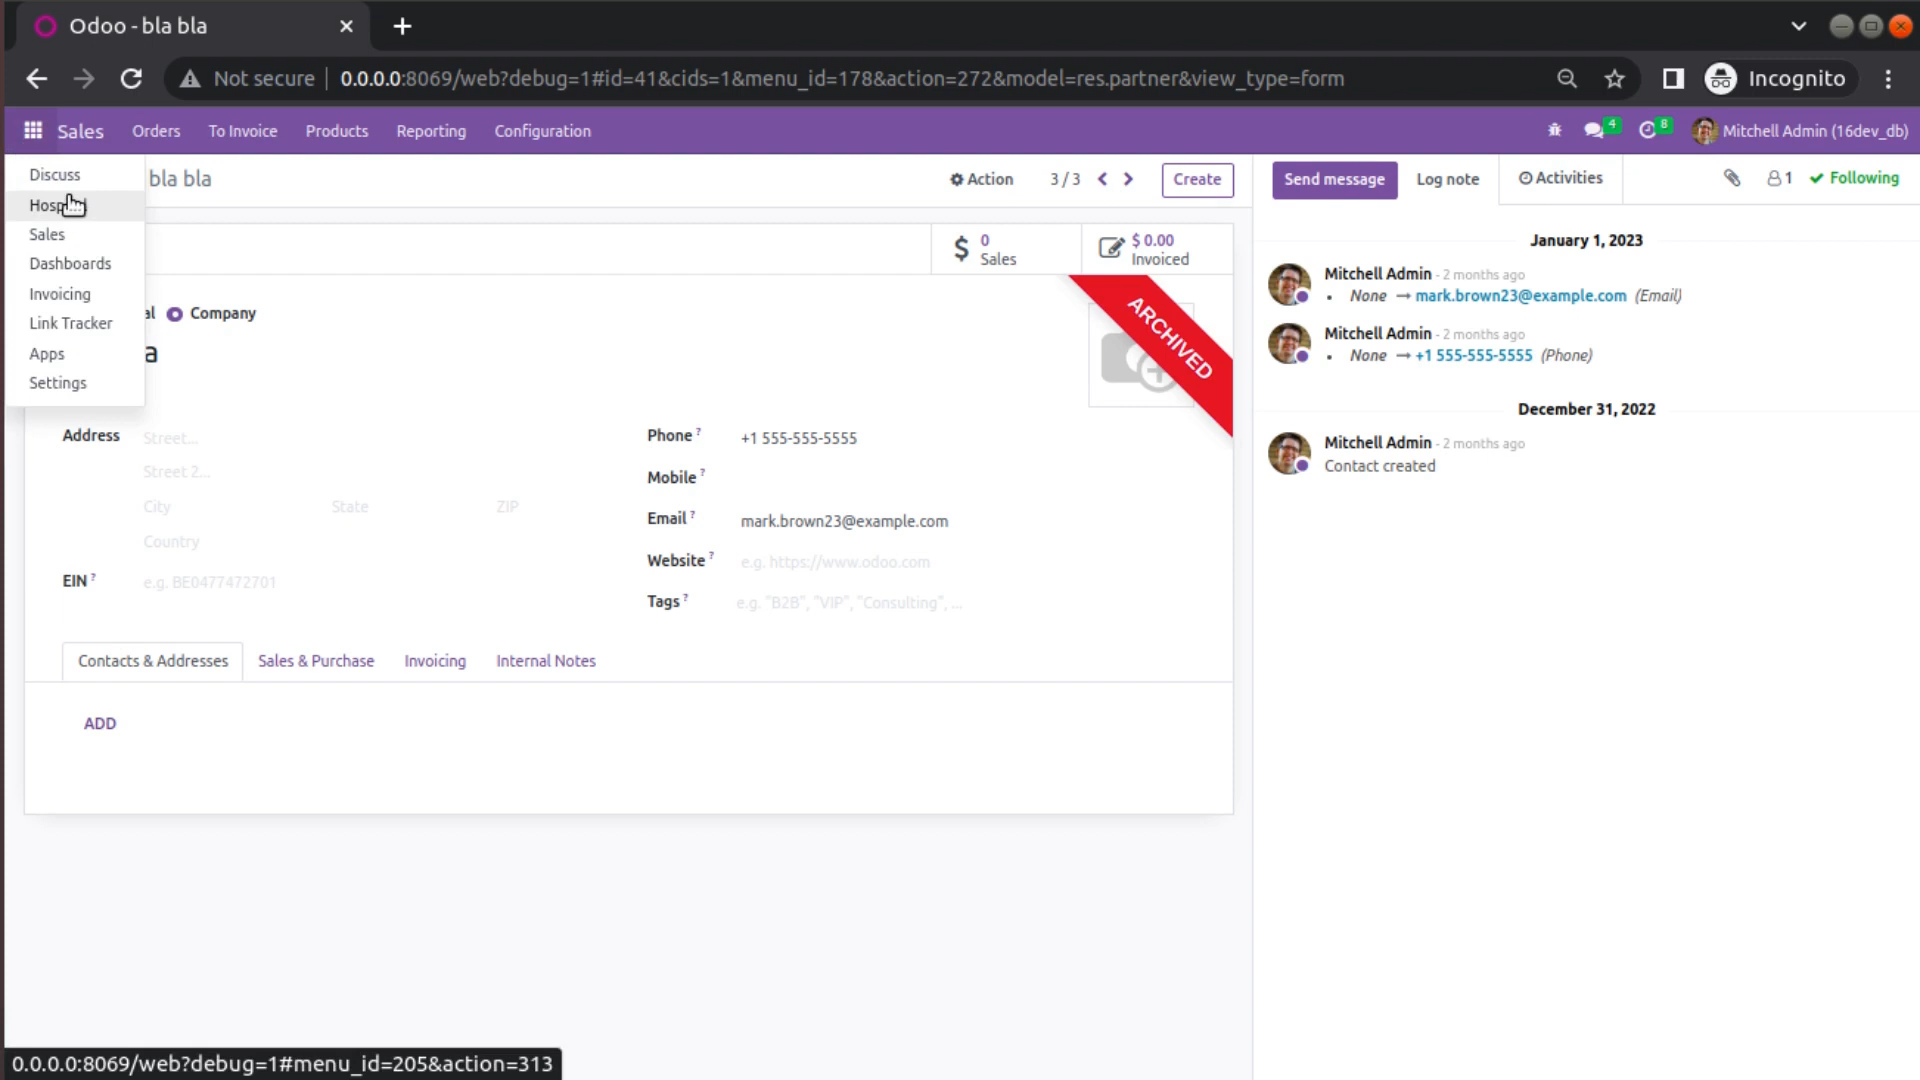 Odoo - bla bla
Not secure 0.0.0.0:8069/web?debug=1#id=41&cids=1&menu_id=178&action=272&model=res.partner&view_type=form Incognito
Sales Orders To Invoice Products Reporting Configuration 4 8 Mitchell Admin (16dev_db)
Discuss
Sales
Dashboards
Invoicing
Link Tracker
Apps
Settings
bla bla Action 3 / 3 Create
0
Sales
$ 0.00
Invoiced
al Company
a
ARCHIVED
Address Street...
Street 2...
City State ZIP
Country
EIN ? e.g. BE0477472701
Phone ? +1 555-555-5555
Mobile ?
Email ? mark.brown23@example.com
Website ? e.g. https://www.odoo.com
Tags ? e.g. "B2B", "VIP", "Consulting", ...
Contacts & Addresses Sales & Purchase Invoicing Internal Notes
ADD
Send message Log note Activities 1 Following
January 1, 2023
Mitchell Admin - 2 months ago
• None → mark.brown23@example.com (Email)
Mitchell Admin - 2 months ago
• None → +1 555-555-5555 (Phone)
December 31, 2022
Mitchell Admin - 2 months ago
Contact created
0.0.0.0:8069/web?debug=1#menu_id=205&action=313